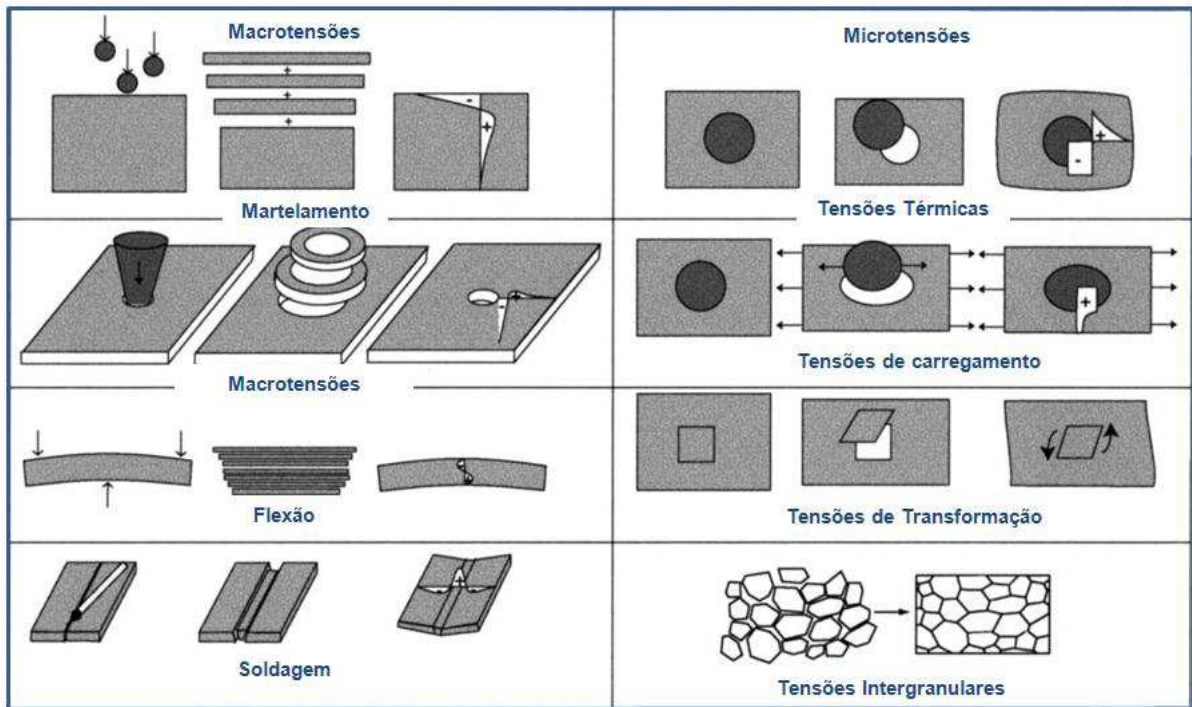 Macrotensões
Microtensões
+
+
+
-
+
+
-
Martelamento
Tensões Térmicas
-
+
+
Macrotensões
Tensões de carregamento
Flexão
Tensões de Transformação
-
+
-
Soldagem
Tensões Intergranulares